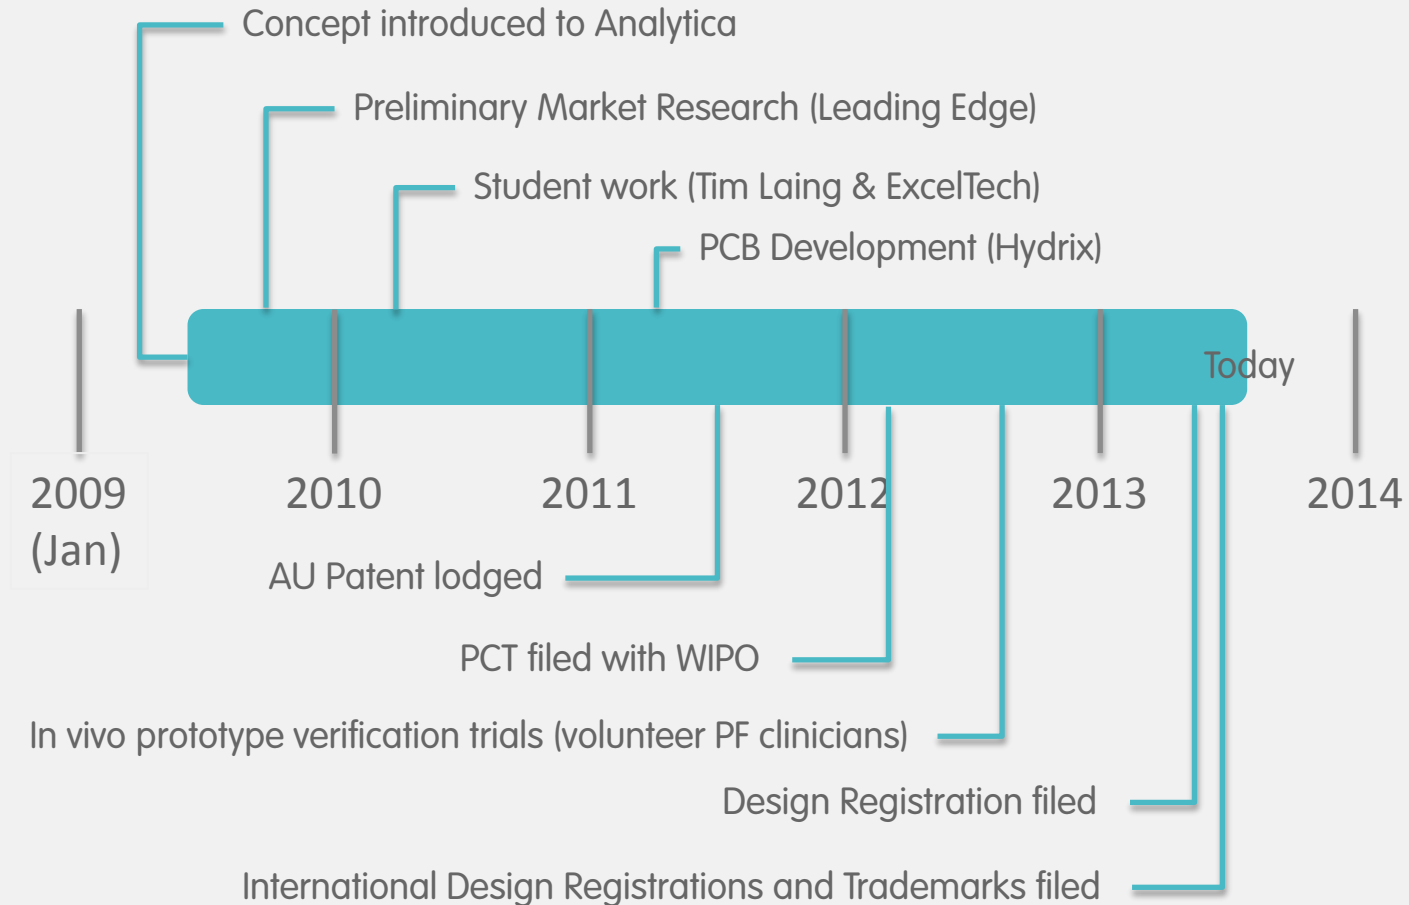 Concept introduced to Analytica
Preliminary Market Research (Leading Edge)
Student work (Tim Laing & ExcelTech)
PCB Development (Hydrix)
Today
2009
(Jan)
2010
2011
2012
2013
2014
AU Patent lodged
PCT filed with WIPO
In vivo prototype verification trials (volunteer PF clinicians)
Design Registration filed
International Design Registrations and Trademarks filed